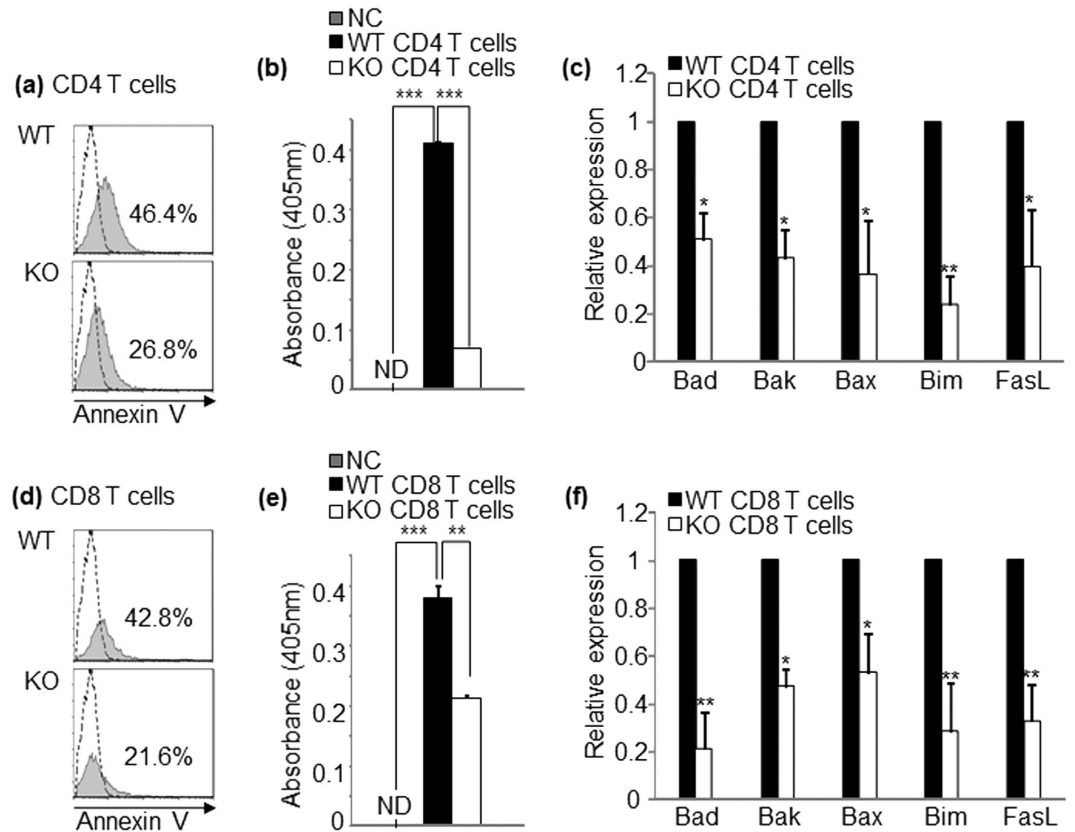 (a) CD4 T cells
WT
46.4%
KO
26.8%
Annexin V
(b)
NC
WT CD4 T cells
KO CD4 T cells
*** ***
Absorbance (405nm)
0.4
0.3
0.2
0.1
0
ND
(c)
WT CD4 T cells
KO CD4 T cells
Relative expression
1.2
1
0.8
0.6
0.4
0.2
0
* * * ** *
Bad Bak Bax Bim FasL
(d) CD8 T cells
WT
42.8%
KO
21.6%
Annexin V
(e)
NC
WT CD8 T cells
KO CD8 T cells
*** **
Absorbance (405nm)
0.4
0.3
0.2
0.1
0
ND
(f)
WT CD8 T cells
KO CD8 T cells
Relative expression
1.2
1
0.8
0.6
0.4
0.2
0
** * * ** **
Bad Bak Bax Bim FasL